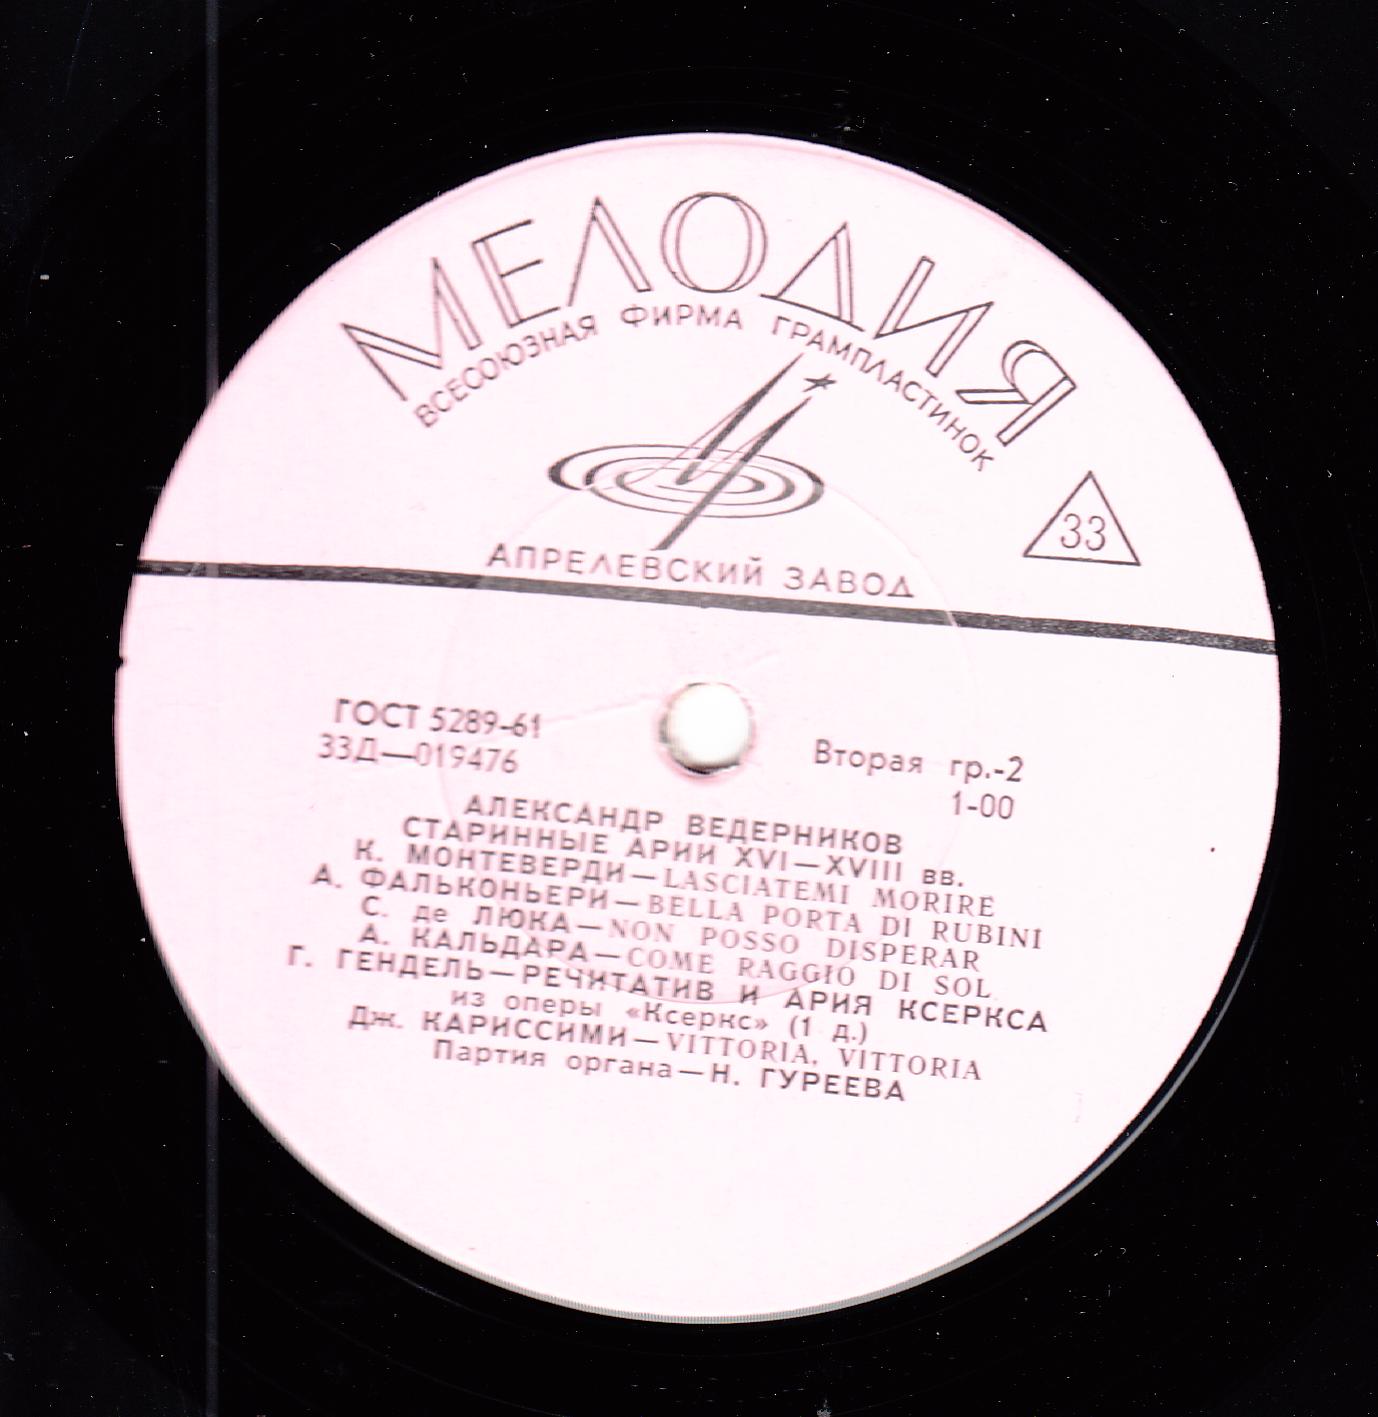 МЕЛОДИЯ
ВСЕСОЮЗНАЯ ФИРМА ГРАМПЛАСТИНОК
33
АПРЕЛЕВСКИЙ ЗАВОД
ГОСТ 5289-61
33Д—019476
Вторая гр.-2
1-00
АЛЕКСАНДР ВЕДЕРНИКОВ
СТАРИННЫЕ АРИИ XVI—XVIII вв.
К. МОНТЕВЕРДИ—LASCIATEMI MORIRE
А. ФАЛЬКОНЬЕРИ—BELLA PORTA DI RUBINI
С. де ЛЮКА—NON POSSO DISPERAR
А. КАЛЬДАРА—COME RAGGIO DI SOL
Г. ГЕНДЕЛЬ—РЕЧИТАТИВ И АРИЯ КСЕРКСА
из оперы «Ксеркс» (1 д.)
Дж. КАРИССИМИ—VITTORIA, VITTORIA
Партия органа—Н. ГУРЕЕВА